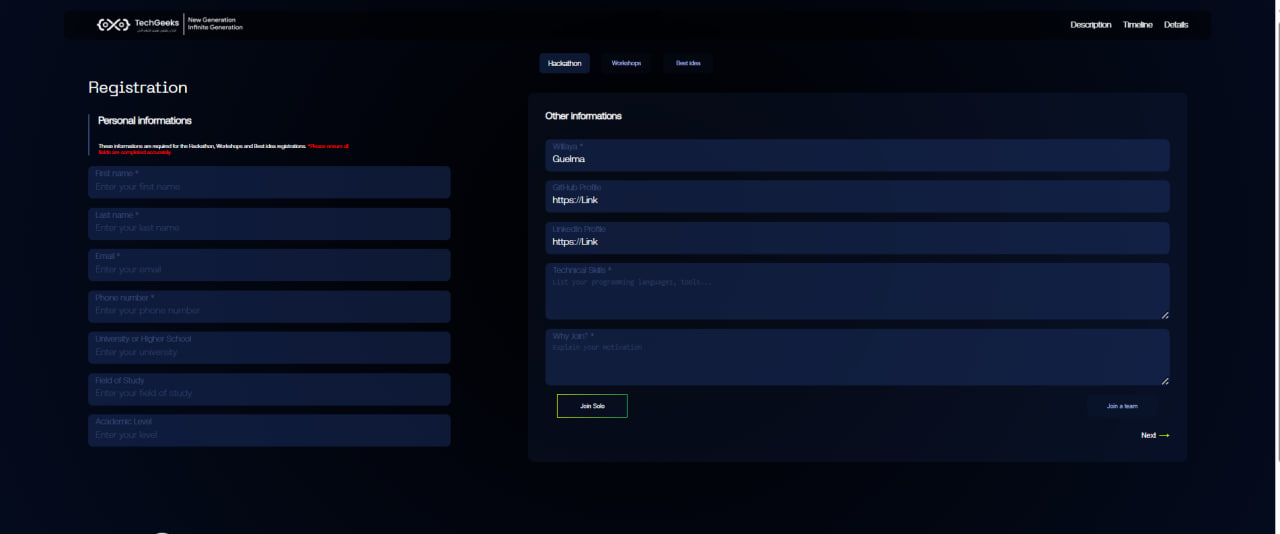 TechGeeks
New Generation
Infinite Generation
Description Timeline Details
Hackathon Workshops Best idea
Registration
Personal informations
These informations are required for the Hackathon, Workshops and Best idea registrations. *Please ensure all
fields are completed accurately.
First name *
Enter your first name
Last name *
Enter your last name
Email *
Enter your email
Phone number *
Enter your phone number
University or Higher School
Enter your university
Field of Study
Enter your field of study
Academic Level
Enter your level
Other informations
Willaya *
Guelma
GitHub Profile
https://Link
LinkedIn Profile
https://Link
Technical Skills *
List your programming languages, tools...
Why Join? *
Explain your motivation
Join Solo
Join a team
Next →